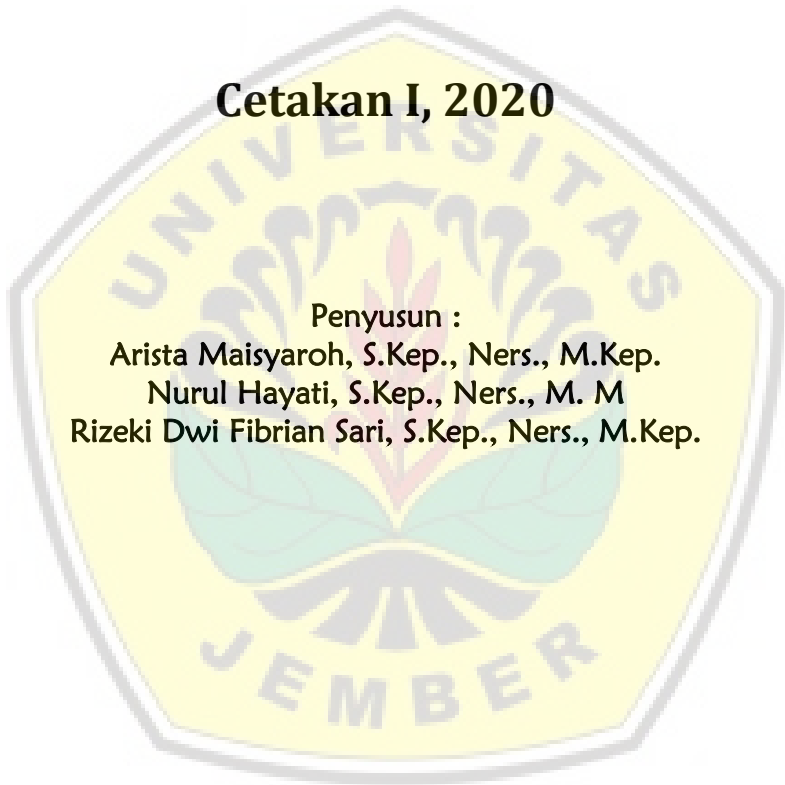 Cetakan I, 2020
UNIVERSITAS
Penyusun :
Arista Maisyaroh, S.Kep., Ners., M.Kep.
Nurul Hayati, S.Kep., Ners., M. M
Rizeki Dwi Fibrian Sari, S.Kep., Ners., M.Kep.
JEMBER